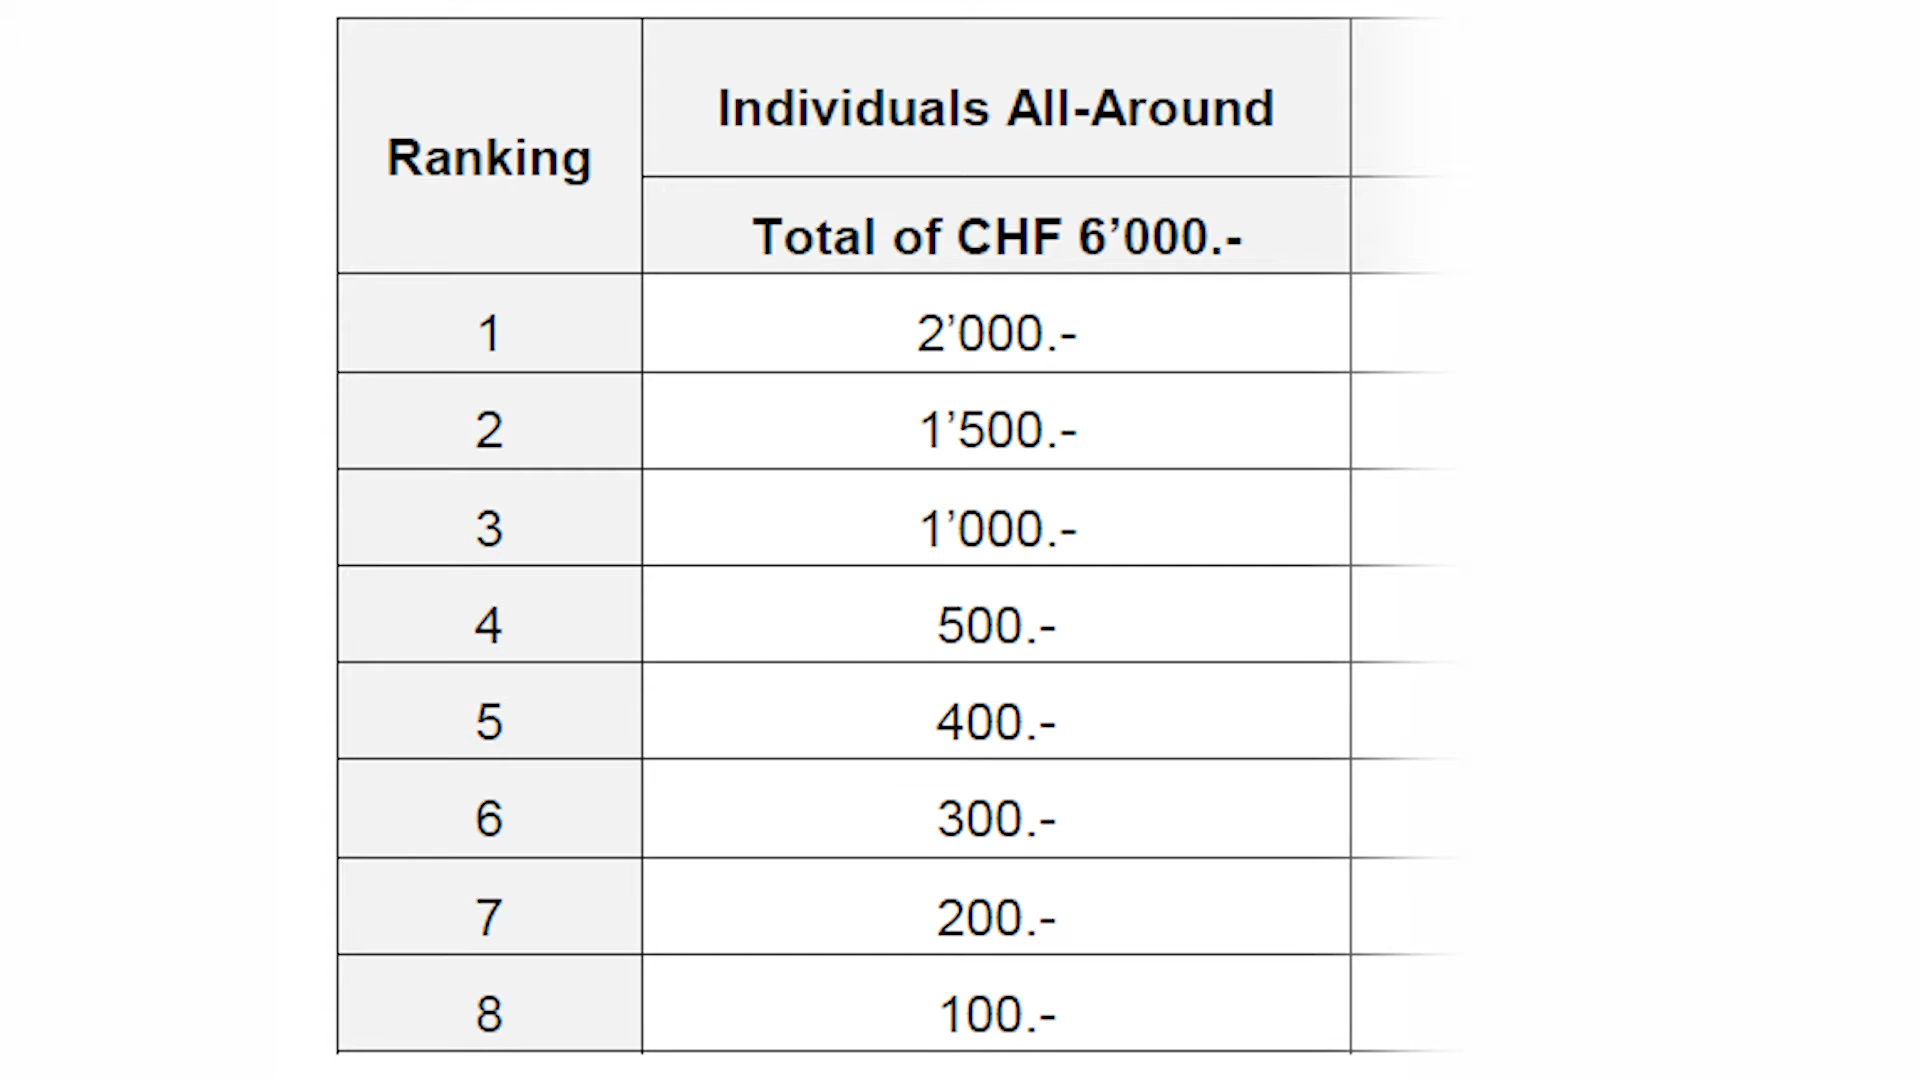 Ranking
Individuals All-Around
Total of CHF 6’000.-
1 2’000.-
2 1’500.-
3 1’000.-
4 500.-
5 400.-
6 300.-
7 200.-
8 100.-